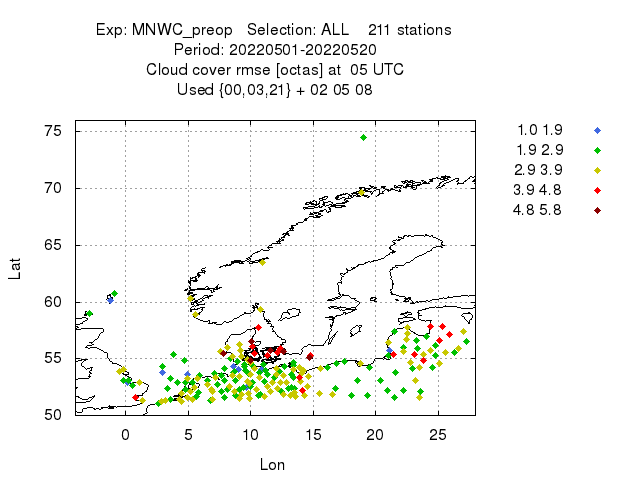 Exp: MNWC_preop Selection: ALL 211 stations
Period: 20220501-20220520
Cloud cover rmse [octas] at 05 UTC
Used {00,03,21} + 02 05 08
1.0 1.9
1.9 2.9
2.9 3.9
3.9 4.8
4.8 5.8
75
70
65
60
55
50
Lat
0 5 10 15 20 25
Lon